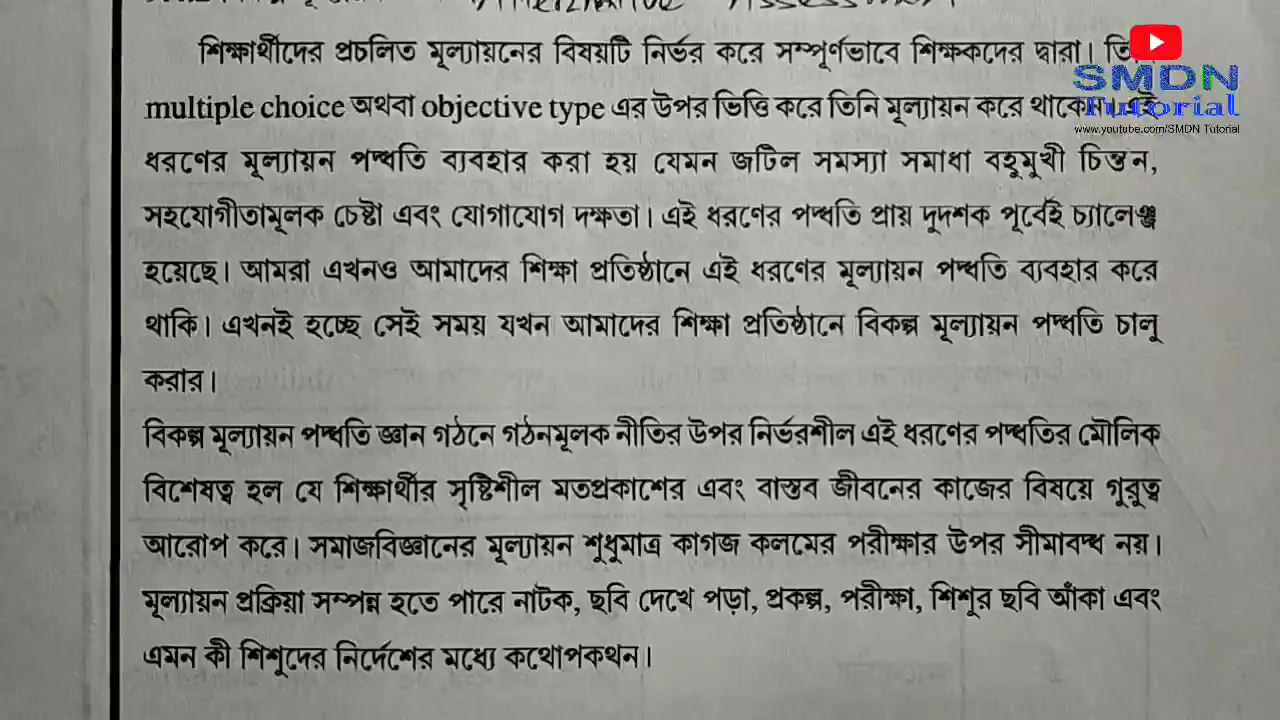 শিক্ষার্থীদের প্রচলিত মূল্যায়নের বিষয়টি নির্ভর করে সম্পূর্ণভাবে শিক্ষকদের দ্বারা।
SMDN
Tutorial
www.youtube.com/SMDN Tutorial
multiple choice অথবা objective type এর উপর ভিত্তি করে তিনি মূল্যায়ন করে থাকেন। এই
ধরণের মূল্যায়ন পদ্ধতি ব্যবহার করা হয় যেমন জটিল সমস্যা সমাধা বহুমুখী চিন্তন,
সহযোগীতামূলক চেষ্টা এবং যোগাযোগ দক্ষতা। এই ধরণের পদ্ধতি প্রায় দুদশক পূর্বেই চ্যালেঞ্জ
হয়েছে। আমরা এখনও আমাদের শিক্ষা প্রতিষ্ঠানে এই ধরণের মূল্যায়ন পদ্ধতি ব্যবহার করে
থাকি। এখনই হচ্ছে সেই সময় যখন আমাদের শিক্ষা প্রতিষ্ঠানে বিকল্প মূল্যায়ন পদ্ধতি চালু
করার।
বিকল্প মূল্যায়ন পদ্ধতি জ্ঞান গঠনে গঠনমূলক নীতির উপর নির্ভরশীল এই ধরণের পদ্ধতির মৌলিক
বিশেষত্ব হল যে শিক্ষার্থীর সৃষ্টিশীল মতপ্রকাশের এবং বাস্তব জীবনের কাজের বিষয়ে গুরুত্ব
আরোপ করে। সমাজবিজ্ঞানের মূল্যায়ন শুধুমাত্র কাগজ কলমের পরীক্ষার উপর সীমাবদ্ধ নয়।
মূল্যায়ন প্রক্রিয়া সম্পন্ন হতে পারে নাটক, ছবি দেখে পড়া, প্রকল্প, পরীক্ষা, শিশুর ছবি আঁকা এবং
এমন কী শিশুদের নির্দেশের মধ্যে কথোপকথন।